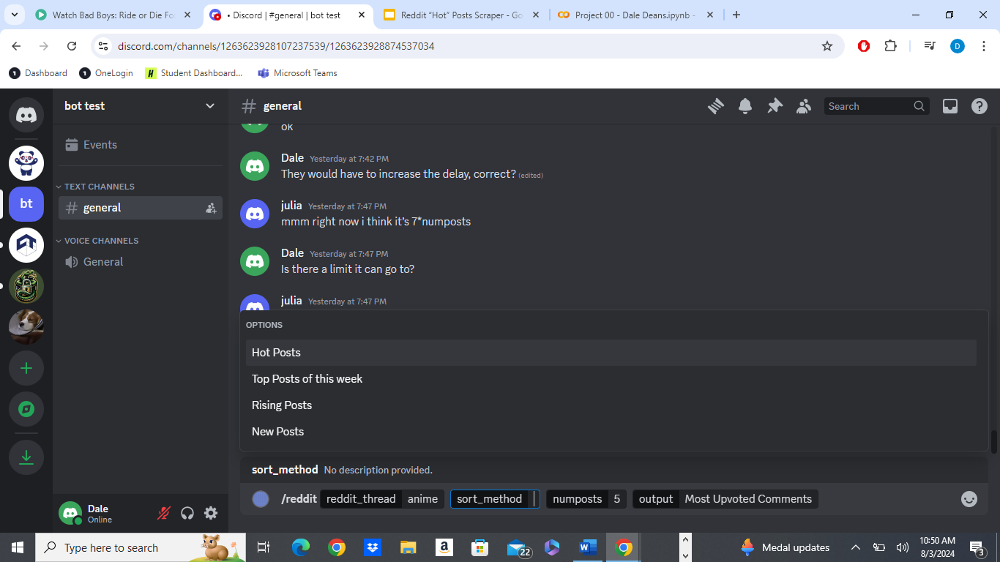 Watch Bad Boys: Ride or Die Fo
• Discord | #general | bot test
Reddit “Hot” Posts Scraper - Go
Project 00 - Dale Deans.ipynb -
discord.com/channels/1263623928107237539/1263623928874537034
D
Dashboard
OneLogin
Student Dashboard...
Microsoft Teams
bot test
general
Search
Events
TEXT CHANNELS
general
VOICE CHANNELS
General
bt
ok
Dale Yesterday at 7:42 PM
They would have to increase the delay, correct? (edited)
julia Yesterday at 7:47 PM
mmm right now i think it's 7*numposts
Dale Yesterday at 7:47 PM
Is there a limit it can go to?
julia Yesterday at 7:47 PM
OPTIONS
Hot Posts
Top Posts of this week
Rising Posts
New Posts
sort_method No description provided.
/reddit reddit_thread anime sort_method numposts 5 output Most Upvoted Comments
Dale
Online
Type here to search
22
Medal updates
10:50 AM
8/3/2024
3